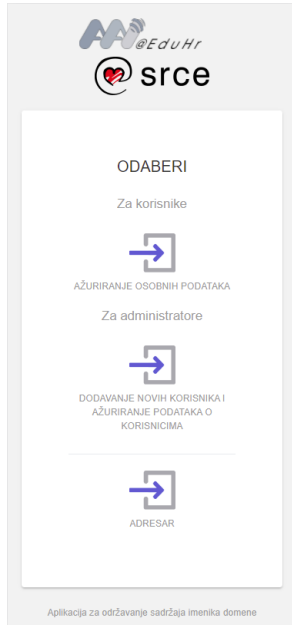 AAI@EduHr
srce
ODABERI
Za korisnike
AŽURIRANJE OSOBNIH PODATAKA
Za administratore
DODAVANJE NOVIH KORISNIKA I
AŽURIRANJE PODATAKA O
KORISNICIMA
ADRESAR
Aplikacija za održavanje sadržaja imenika domene